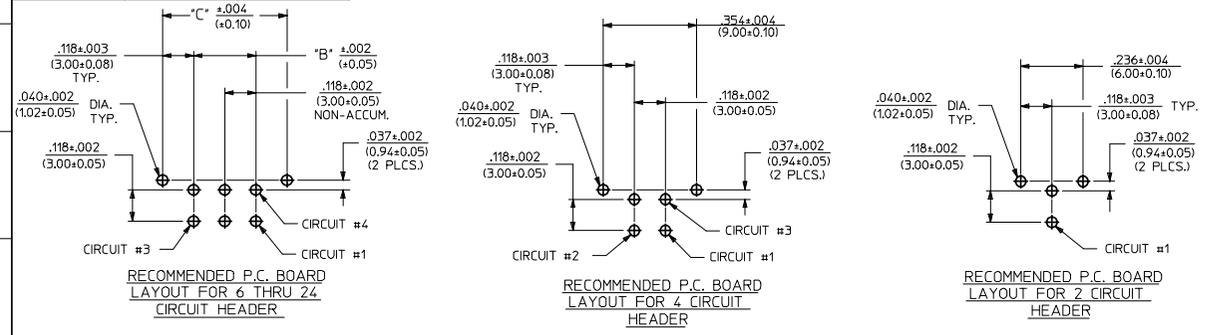 "C" ±.004
(±0.10)
.118±.003
(3.00±0.08)
TYP.
"B" ±.002
(±0.05)
.118±.002
(3.00±0.05)
NON-ACCUM.
.040±.002 DIA.
(1.02±0.05) TYP.
.037±.002
(0.94±0.05)
(2 PLCS.)
.118±.002
(3.00±0.05)
CIRCUIT #4
CIRCUIT #3
CIRCUIT #1
RECOMMENDED P.C. BOARD
LAYOUT FOR 6 THRU 24
CIRCUIT HEADER
.354±.004
(9.00±0.10)
.118±.003
(3.00±0.08)
TYP.
.118±.002
(3.00±0.05)
.040±.002 DIA.
(1.02±0.05) TYP.
.037±.002
(0.94±0.05)
(2 PLCS.)
.118±.002
(3.00±0.05)
CIRCUIT #3
CIRCUIT #2
CIRCUIT #1
RECOMMENDED P.C. BOARD
LAYOUT FOR 4 CIRCUIT
HEADER
.236±.004
(6.00±0.10)
.040±.002 DIA.
(1.02±0.05) TYP.
.118±.003 TYP.
(3.00±0.08)
.037±.002
(0.94±0.05)
(2 PLCS.)
.118±.002
(3.00±0.05)
CIRCUIT #1
RECOMMENDED P.C. BOARD
LAYOUT FOR 2 CIRCUIT
HEADER